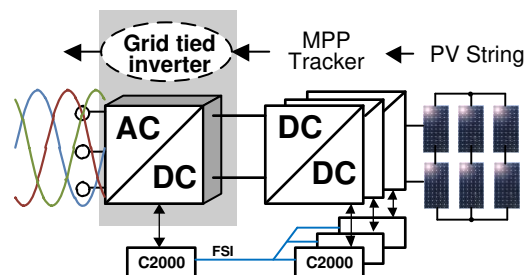 Grid tied
inverter
MPP
Tracker
PV String
AC
DC
DC
DC
FSI
C2000
C2000